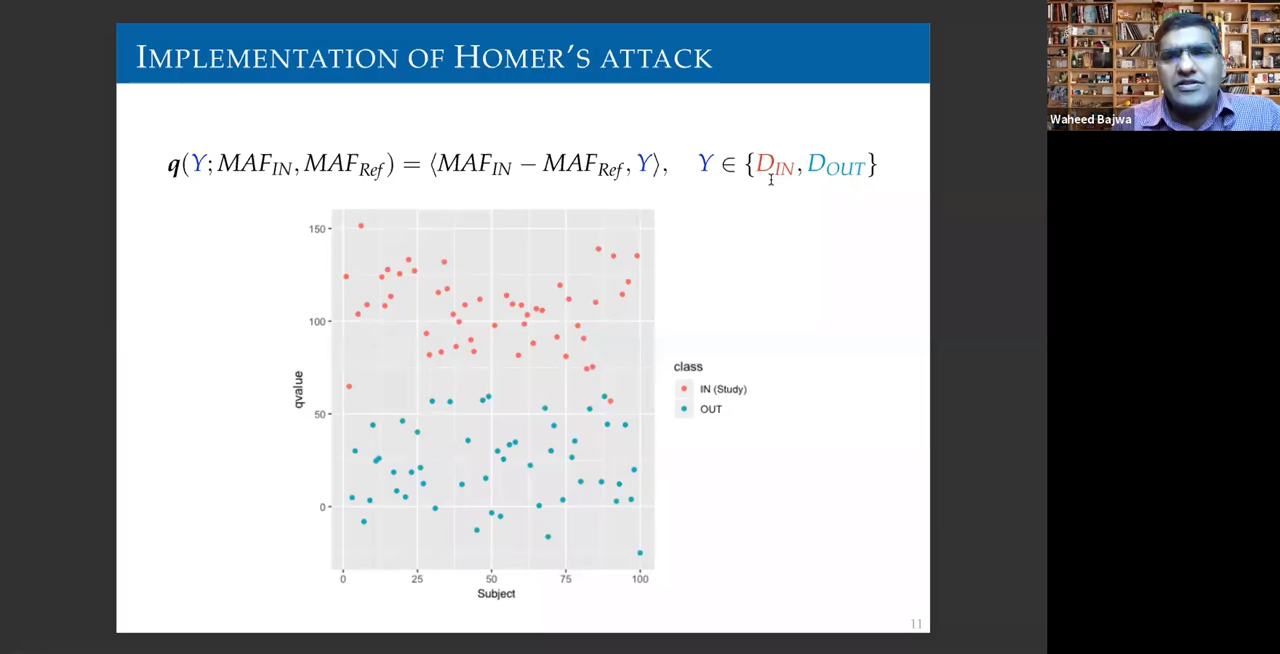 IMPLEMENTATION OF HOMER'S ATTACK
Waheed Bajwa
q(Y; MAF_IN, MAF_Ref) = ⟨MAF_IN − MAF_Ref, Y⟩, Y ∈ {D_IN, D_OUT}
150
100
50
0
qvalue
0 25 50 75 100
Subject
class
IN (Study)
OUT
11